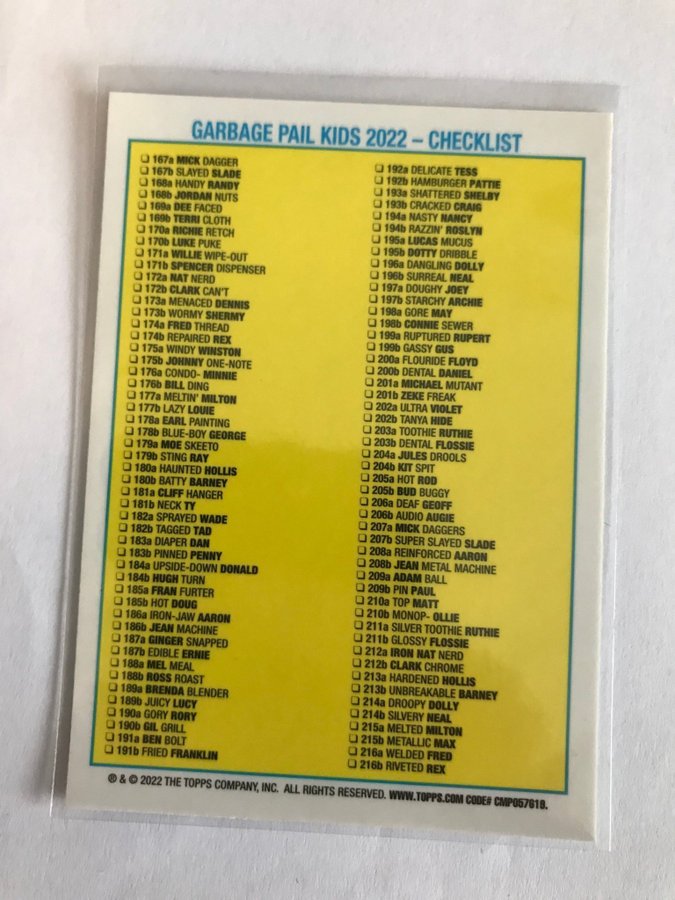 GARBAGE PAIL KIDS 2022 – CHECKLIST
167a MICK DAGGER
167b SLAYED SLADE
168a HANDY RANDY
168b JORDAN NUTS
169a DEE FACED
169b TERRI CLOTH
170a RICHIE RETCH
170b LUKE PUKE
171a WILLIE WIPE-OUT
171b SPENCER DISPENSER
172a NAT NERD
172b CLARK CAN'T
173a MENACED DENNIS
173b WORMY SHERMY
174a FRED THREAD
174b REPAIRED REX
175a WINDY WINSTON
175b JOHNNY ONE-NOTE
176a CONDO- MINNIE
176b BILL DING
177a MELTIN' MILTON
177b LAZY LOUIE
178a EARL PAINTING
178b BLUE-BOY GEORGE
179a MOE SKEETO
179b STING RAY
180a HAUNTED HOLLIS
180b BATTY BARNEY
181a CLIFF HANGER
181b NECK TY
182a SPRAYED WADE
182b TAGGED TAD
183a DIAPER DAN
183b PINNED PENNY
184a UPSIDE-DOWN DONALD
184b HUGH TURN
185a FRAN FURTER
185b HOT DOUG
186a IRON-JAW AARON
186b JEAN MACHINE
187a GINGER SNAPPED
187b EDIBLE ERNIE
188a MEL MEAL
188b ROSS ROAST
189a BRENDA BLENDER
189b JUICY LUCY
190a GORY RORY
190b GIL GRILL
191a BEN BOLT
191b FRIED FRANKLIN
192a DELICATE TESS
192b HAMBURGER PATTIE
193a SHATTERED SHELBY
193b CRACKED CRAIG
194a NASTY NANCY
194b RAZZIN' ROSLYN
195a LUCAS MUCUS
195b DOTTY DRIBBLE
196a DANGLING DOLLY
196b SURREAL NEAL
197a DOUGHY JOEY
197b STARCHY ARCHIE
198a GORE MAY
198b CONNIE SEWER
199a RUPTURED RUPERT
199b GASSY GUS
200a FLOURIDE FLOYD
200b DENTAL DANIEL
201a MICHAEL MUTANT
201b ZEKE FREAK
202a ULTRA VIOLET
202b TANYA HIDE
203a TOOTHIE RUTHIE
203b DENTAL FLOSSIE
204a JULES DROOLS
204b KIT SPIT
205a HOT ROD
205b BUD BUGGY
206a DEAF GEOFF
206b AUDIO AUGIE
207a MICK DAGGERS
207b SUPER SLAYED SLADE
208a REINFORCED AARON
208b JEAN METAL MACHINE
209a ADAM BALL
209b PIN PAUL
210a TOP MATT
210b MONOP- OLLIE
211a SILVER TOOTHIE RUTHIE
211b GLOSSY FLOSSIE
212a IRON NAT NERD
212b CLARK CHROME
213a HARDENED HOLLIS
213b UNBREAKABLE BARNEY
214a DROOPY DOLLY
214b SILVERY NEAL
215a MELTED MILTON
215b METALLIC MAX
216a WELDED FRED
216b RIVETED REX
® & © 2022 THE TOPPS COMPANY, INC. ALL RIGHTS RESERVED. WWW.TOPPS.COM CODE# CMP057618.